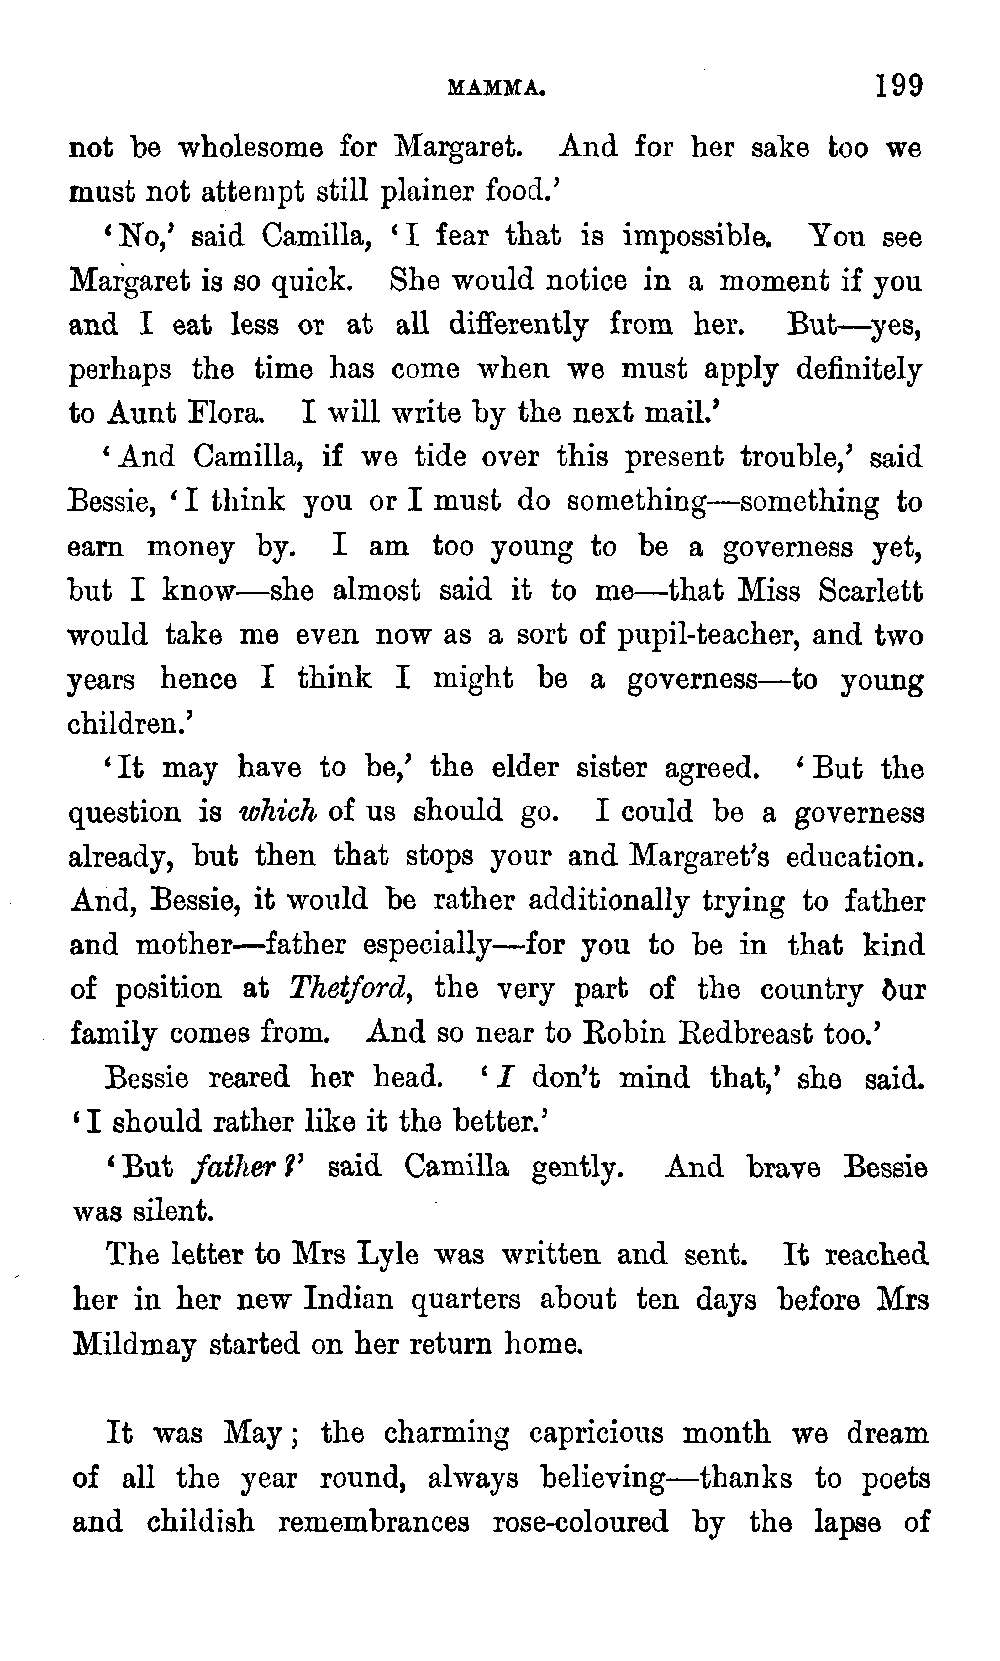 MAMMA. 199
not be wholesome for Margaret. And for her sake too we
must not attempt still plainer food.’
‘No,’ said Camilla, ‘I fear that is impossible. You see
Margaret is so quick. She would notice in a moment if you
and I eat less or at all differently from her. But—yes,
perhaps the time has come when we must apply definitely
to Aunt Flora. I will write by the next mail.’
‘And Camilla, if we tide over this present trouble,’ said
Bessie, ‘I think you or I must do something—something to
earn money by. I am too young to be a governess yet,
but I know—she almost said it to me—that Miss Scarlett
would take me even now as a sort of pupil-teacher, and two
years hence I think I might be a governess—to young
children.’
‘It may have to be,’ the elder sister agreed. ‘But the
question is which of us should go. I could be a governess
already, but then that stops your and Margaret’s education.
And, Bessie, it would be rather additionally trying to father
and mother—father especially—for you to be in that kind
of position at Thetford, the very part of the country our
family comes from. And so near to Robin Redbreast too.’
Bessie reared her head. ‘I don’t mind that,’ she said.
‘I should rather like it the better.’
‘But father?’ said Camilla gently. And brave Bessie
was silent.
The letter to Mrs Lyle was written and sent. It reached
her in her new Indian quarters about ten days before Mrs
Mildmay started on her return home.
It was May; the charming capricious month we dream
of all the year round, always believing—thanks to poets
and childish remembrances rose-coloured by the lapse of